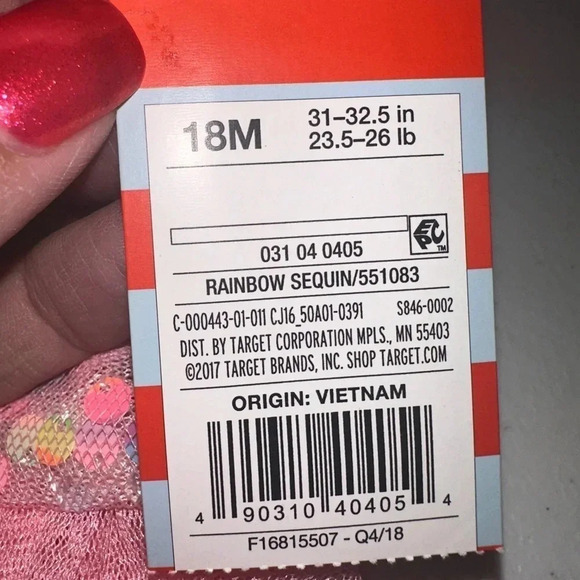 18M
31–32.5 in
23.5–26 lb
EPC TM
031 04 0405
RAINBOW SEQUIN/551083
C-000443-01-011 CJ16_50A01-0391 S846-0002
DIST. BY TARGET CORPORATION MPLS., MN 55403
©2017 TARGET BRANDS, INC. SHOP TARGET.COM
ORIGIN: VIETNAM
4 90310 40405 4
F16815507 - Q4/18